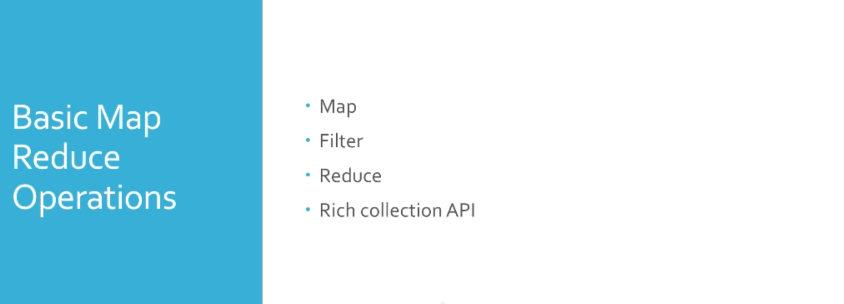 Basic Map
Reduce
Operations
• Map
• Filter
• Reduce
• Rich collection API